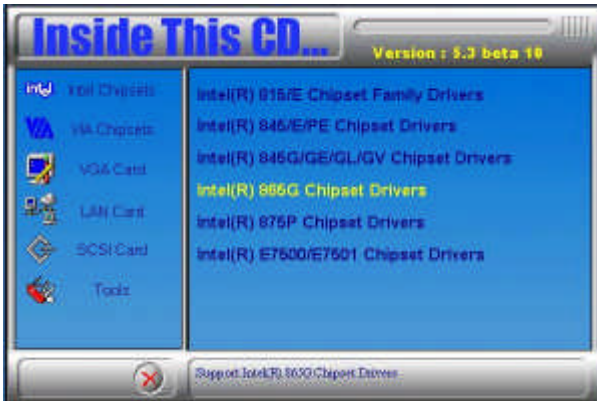 Inside This CD...
Version : 5.3 beta 10
intel
Intel Chipsets
VIA
VIA Chipsets
VGA Card
LAN Card
SCSI Card
Tools
Intel(R) 815/E Chipset Family Drivers
Intel(R) 845/E/PE Chipset Drivers
Intel(R) 845G/GE/GL/GV Chipset Drivers
Intel(R) 865G Chipset Drivers
Intel(R) 875P Chipset Drivers
Intel(R) E7500/E7501 Chipset Drivers
Support Intel(R) 865G Chipset Drivers